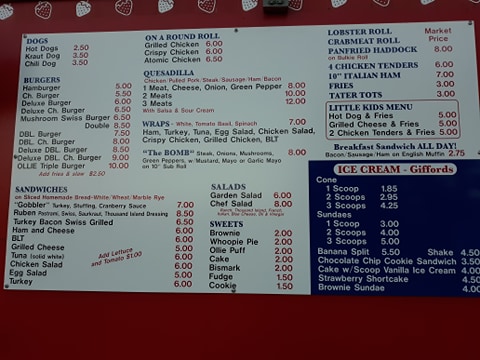 DOGS
Hot Dogs 2.50
Kraut Dog 3.50
Chili Dog 3.50
BURGERS
Hamburger 5.00
Ch. Burger 5.50
Deluxe Burger 6.00
Deluxe Ch. Burger 6.50
Mushroom Swiss Burger 6.50
Double 8.50
DBL. Burger 7.50
DBL. Ch. Burger 8.00
Deluxe DBL. Burger 8.50
Deluxe DBL. Ch. Burger 9.00
OLLIE Triple Burger 10.00
Add fries & slaw $2.50
ON A ROUND ROLL
Grilled Chicken 6.00
Crispy Chicken 6.00
Atomic Chicken 6.50
QUESADILLA
Chicken/Pulled Pork/Steak/Sausage/Ham/Bacon
1 Meat, Cheese, Onion, Green Pepper 8.00
2 Meats 10.00
3 Meats 12.00
With Salsa & Sour Cream
WRAPS - White, Tomato Basil, Spinach 7.00
Ham, Turkey, Tuna, Egg Salad, Chicken Salad,
Crispy Chicken, Grilled Chicken, BLT
"The BOMB" Steak, Onions, Mushrooms, 8.00
Green Peppers, w/Mustard, Mayo or Garlic Mayo
on 10" Sub Roll
LOBSTER ROLL Market
CRABMEAT ROLL Price
PANFRIED HADDOCK 8.00
on Bulkie Roll
4 CHICKEN TENDERS 6.00
10" ITALIAN HAM 7.00
FRIES 3.00
TATER TOTS 3.00
LITTLE KIDS MENU
Hot Dog & Fries 5.00
Grilled Cheese & Fries 5.00
2 Chicken Tenders & Fries 5.00
Breakfast Sandwich ALL DAY!
Bacon/Sausage/Ham on English Muffin 2.75
SANDWICHES
on Sliced Homemade Bread-White/Wheat/Marble Rye
"Gobbler" Turkey, Stuffing, Cranberry Sauce 7.00
Ruben Pastrami, Swiss, Saurkraut, Thousand Island Dressing 8.50
Turkey Bacon Swiss Grilled 6.50
Ham and Cheese 6.00
BLT 6.00
Grilled Cheese 5.00
Tuna (cold white) 6.00
Chicken Salad 6.00
Egg Salad 5.00
Turkey 6.00
Add Lettuce
and Tomato $1.00
SALADS
Garden Salad 6.00
Chef Salad 8.00
SWEETS
Brownie 2.00
Whoopie Pie 2.00
Ollie Puff 2.00
Cake 2.00
Bismark 2.00
Fudge 1.50
Cookie 1.50
ICE CREAM - Giffords
Cone
1 Scoop 1.85
2 Scoops 2.95
3 Scoops 4.25
Sundaes
1 Scoop 3.00
2 Scoops 4.00
3 Scoops 5.00
Banana Split 5.50 Shake 4.50
Chocolate Chip Cookie Sandwich 3.50
Cake w/Scoop Vanilla Ice Cream 4.00
Strawberry Shortcake 4.50
Brownie Sundae 4.00